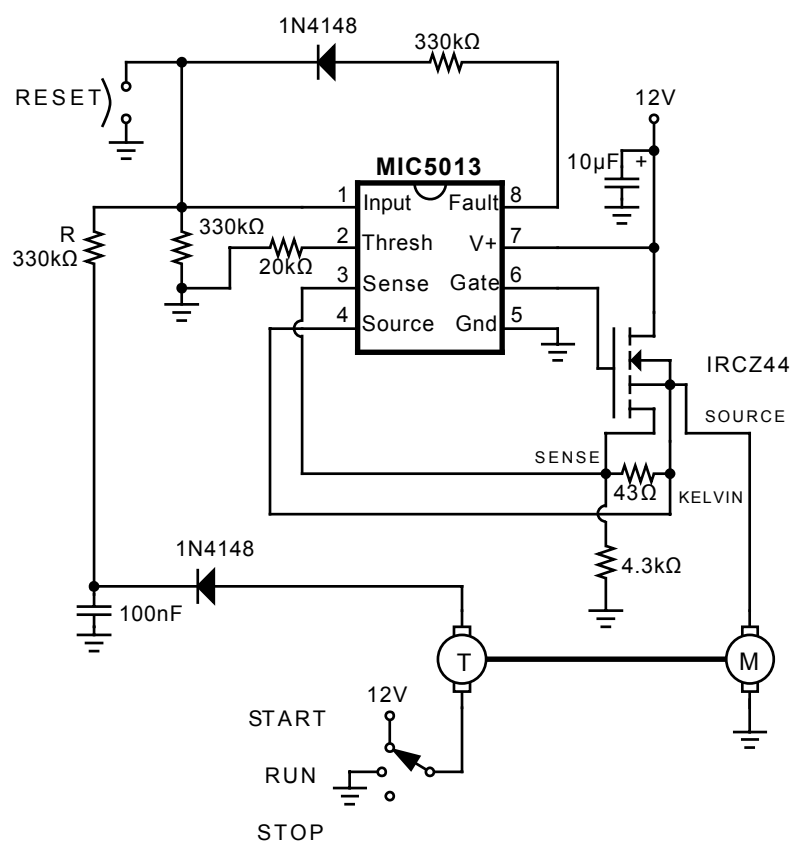 1N4148
330kΩ
RESET
12V
10µF +
MIC5013
1 Input Fault 8
2 Thresh V+ 7
3 Sense Gate 6
4 Source Gnd 5
R
330kΩ
330kΩ
20kΩ
IRCZ44
SOURCE
SENSE
43Ω
KELVIN
1N4148
4.3kΩ
100nF
T
M
12V
START
RUN
STOP